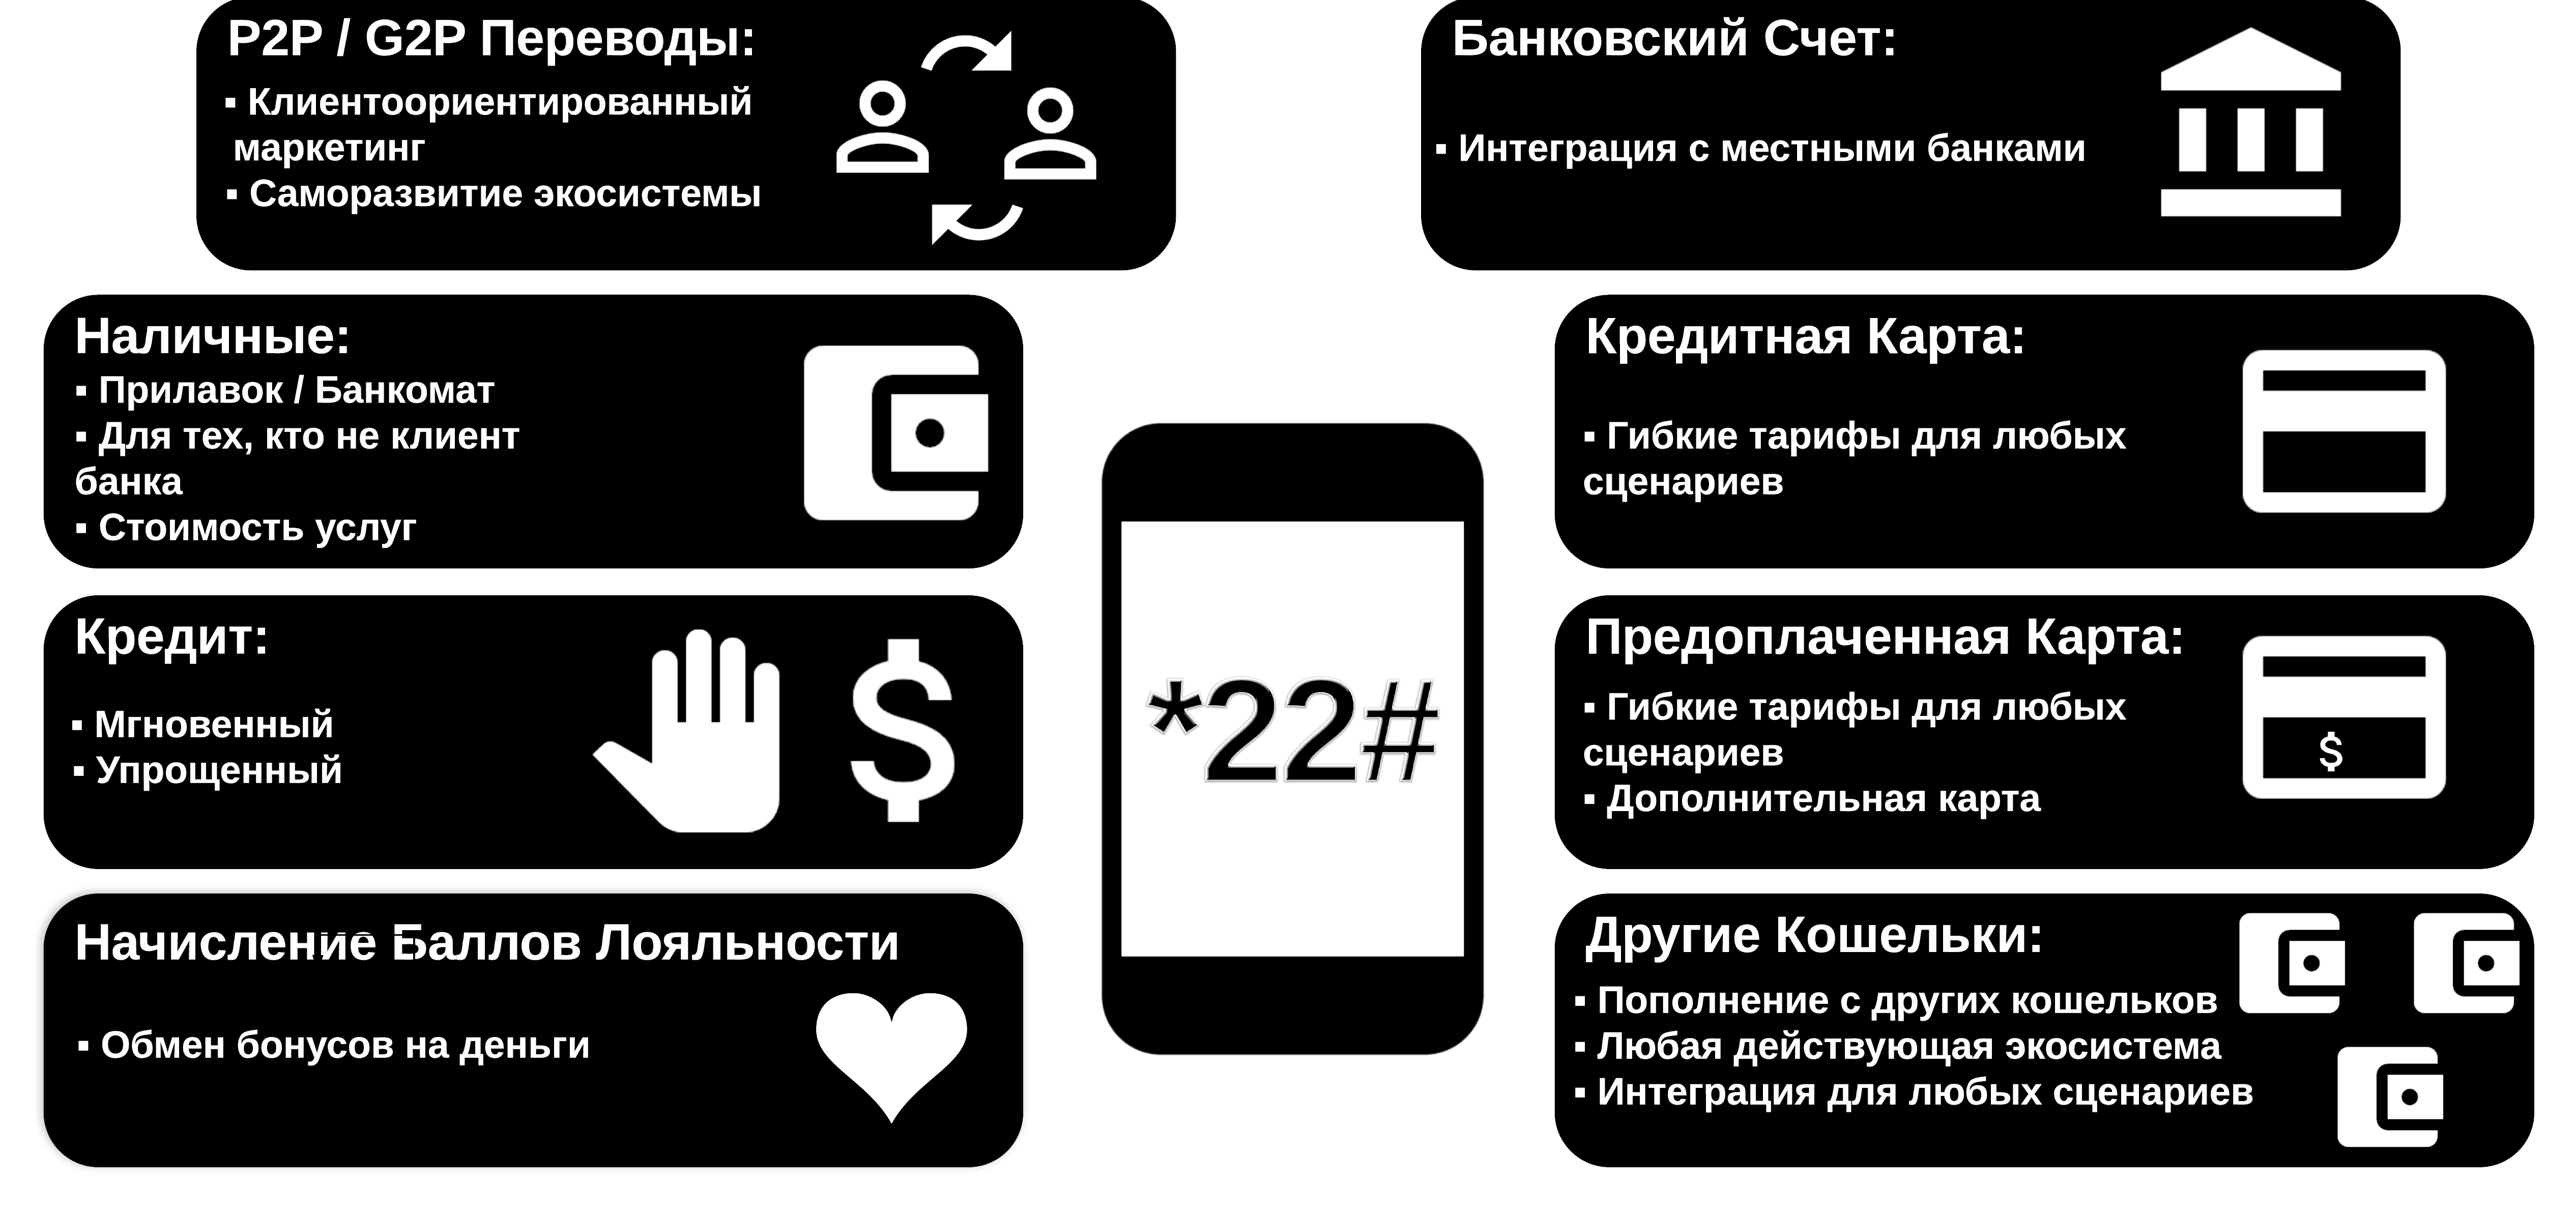 P2P / G2P Переводы:
▪ Клиентоориентированный
маркетинг
▪ Саморазвитие экосистемы
Банковский Счет:
▪ Интеграция с местными банками
Наличные:
▪ Прилавок / Банкомат
▪ Для тех, кто не клиент
банка
▪ Стоимость услуг
Кредитная Карта:
▪ Гибкие тарифы для любых
сценариев
*22#
Кредит:
▪ Мгновенный
▪ Упрощенный
Предоплаченная Карта:
▪ Гибкие тарифы для любых
сценариев
▪ Дополнительная карта
Начисление Баллов Лояльности
▪ Обмен бонусов на деньги
Другие Кошельки:
▪ Пополнение с других кошельков
▪ Любая действующая экосистема
▪ Интеграция для любых сценариев